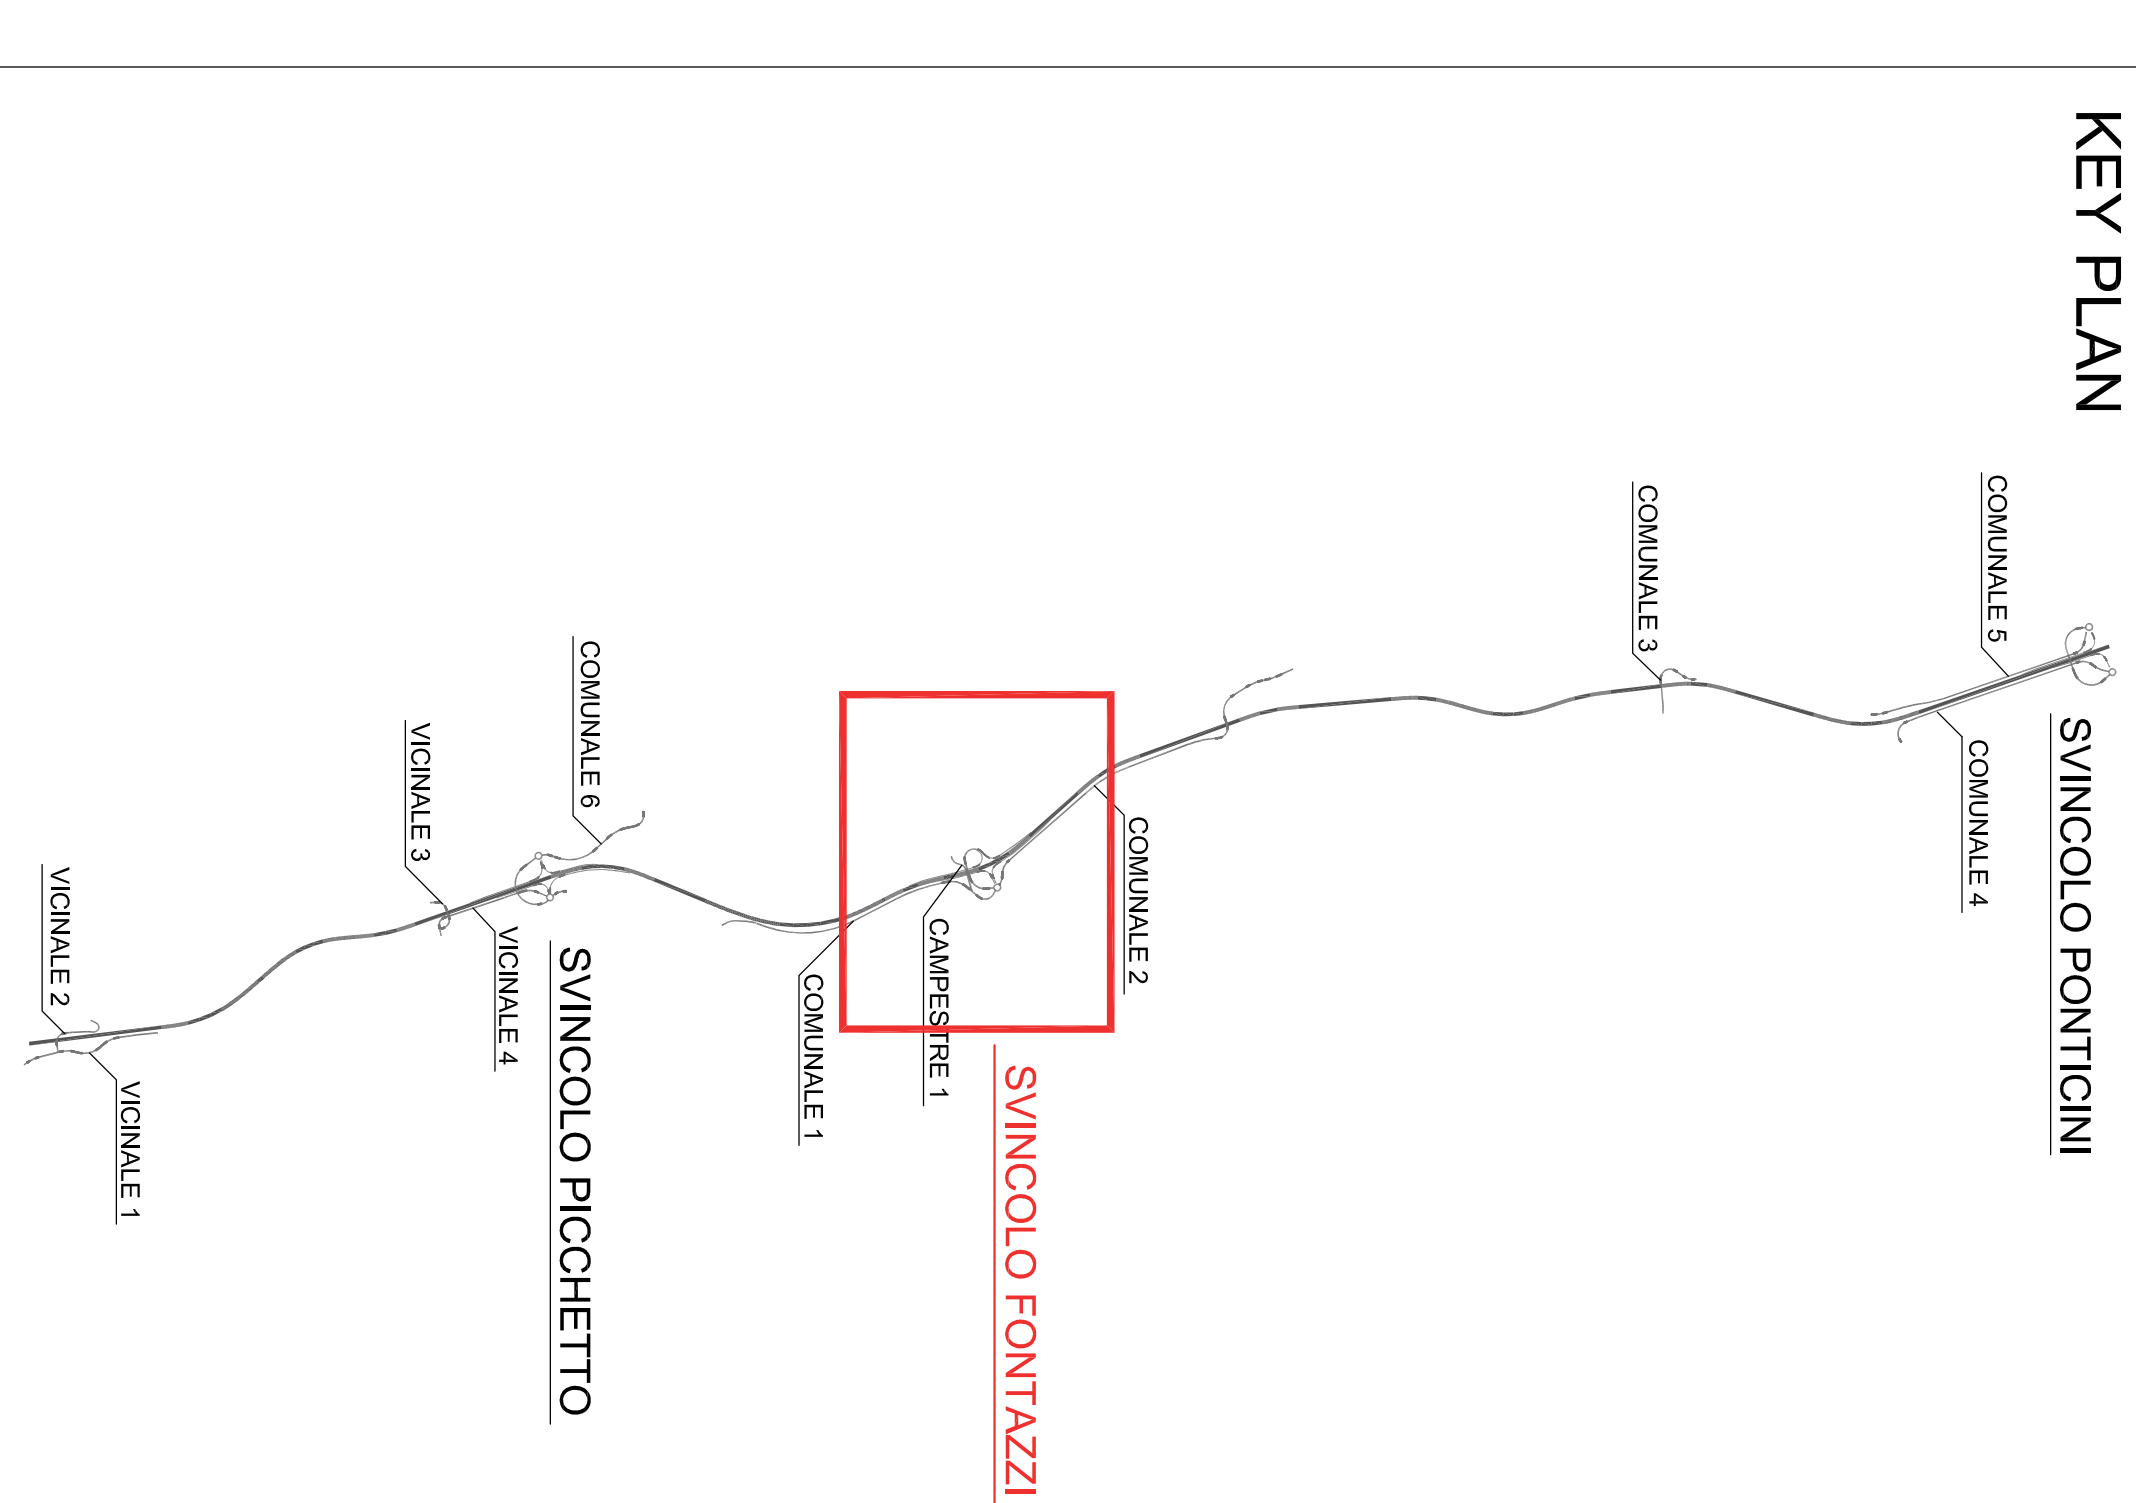 KEY PLAN
SVINCOLO PONTICINI
COMUNALE 5
COMUNALE 4
COMUNALE 3
COMUNALE 2
SVINCOLO FONTAZZI
CAMPESTRE 1
COMUNALE 1
COMUNALE 6
SVINCOLO PICCHETTO
VICINALE 4
VICINALE 3
VICINALE 1
VICINALE 2